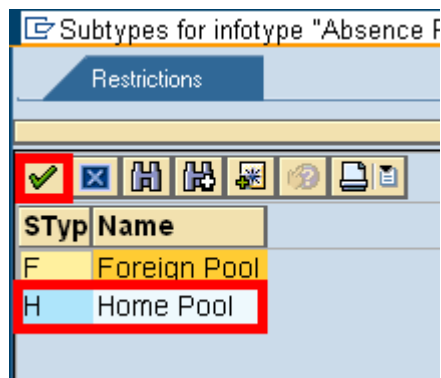 Subtypes for infotype "Absence
Restrictions
STyp Name
F Foreign Pool
H Home Pool